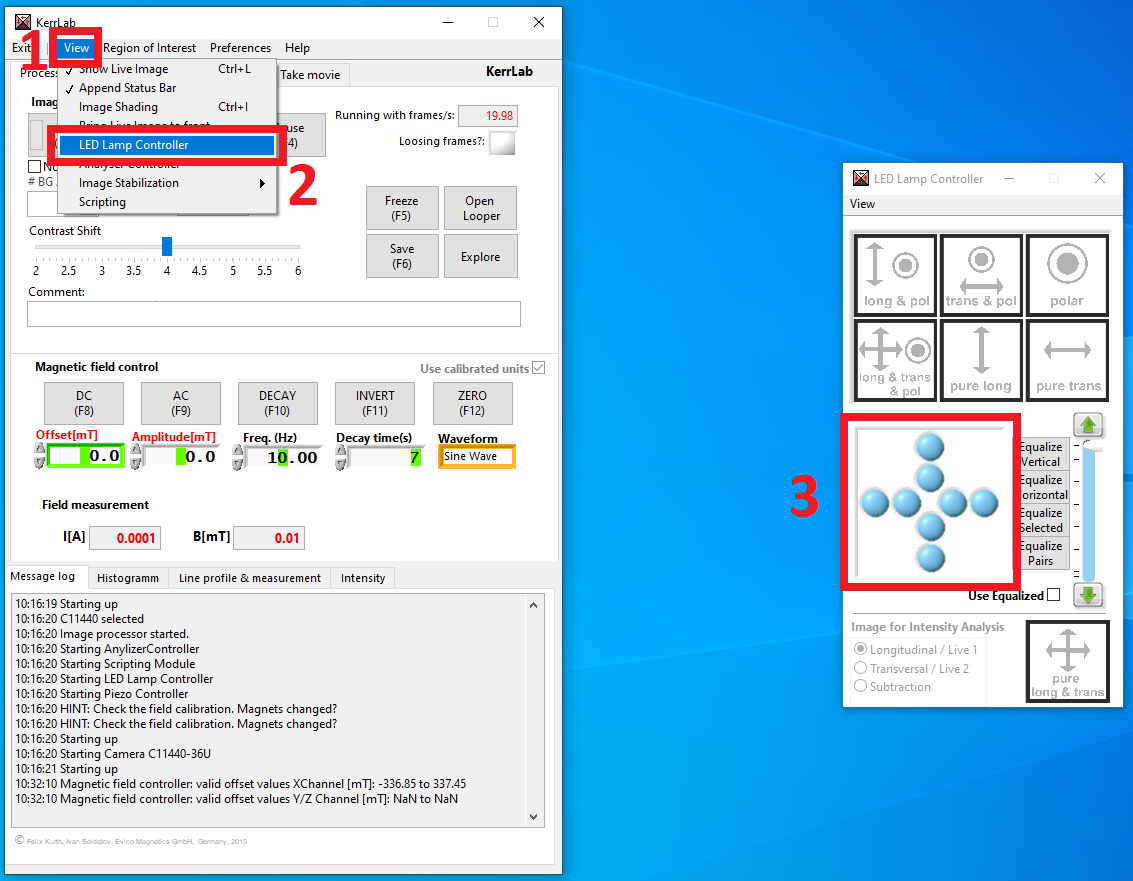 KerrLab
Exit
1
View
Region of Interest
Preferences
Help
Process
Take movie
KerrLab
Show Live Image Ctrl+L
Append Status Bar
Image Shading Ctrl+I
Bring Live Image to front
LED Lamp Controller
Analyser Controller
Image Stabilization
Scripting
2
Running with frames/s: 19.98
Loosing frames?:
# BG
Freeze
(F5)
Open
Looper
Save
(F6)
Explore
Contrast Shift
2 2.5 3 3.5 4 4.5 5 5.5 6
Comment:
Magnetic field control
Use calibrated units
DC
(F8)
AC
(F9)
DECAY
(F10)
INVERT
(F11)
ZERO
(F12)
Offset[mT]
0.0
Amplitude[mT]
0.0
Freq. (Hz)
10.00
Decay time(s)
7
Waveform
Sine Wave
Field measurement
I[A] 0.0001 B[mT] 0.01
Message log
Histogramm
Line profile & measurement
Intensity
10:16:19 Starting up
10:16:20 C11440 selected
10:16:20 Image processor started.
10:16:20 Starting AnylizerController
10:16:20 Starting Scripting Module
10:16:20 Starting LED Lamp Controller
10:16:20 Starting Piezo Controller
10:16:20 HINT: Check the field calibration. Magnets changed?
10:16:20 HINT: Check the field calibration. Magnets changed?
10:16:20 Starting up
10:16:20 Starting Camera C11440-36U
10:16:21 Starting up
10:32:10 Magnetic field controller: valid offset values XChannel [mT]: -336.85 to 337.45
10:32:10 Magnetic field controller: valid offset values Y/Z Channel [mT]: NaN to NaN
© Felix Kurth, Ivan Soldatov. Evico Magnetics GmbH, Germany, 2015
LED Lamp Controller
View
long & pol
trans & pol
polar
long & trans
& pol
pure long
pure trans
3
Equalize
Vertical
Equalize
Horizontal
Equalize
Selected
Equalize
Pairs
Use Equalized
Image for Intensity Analysis
Longitudinal / Live 1
Transversal / Live 2
Subtraction
pure
long & trans